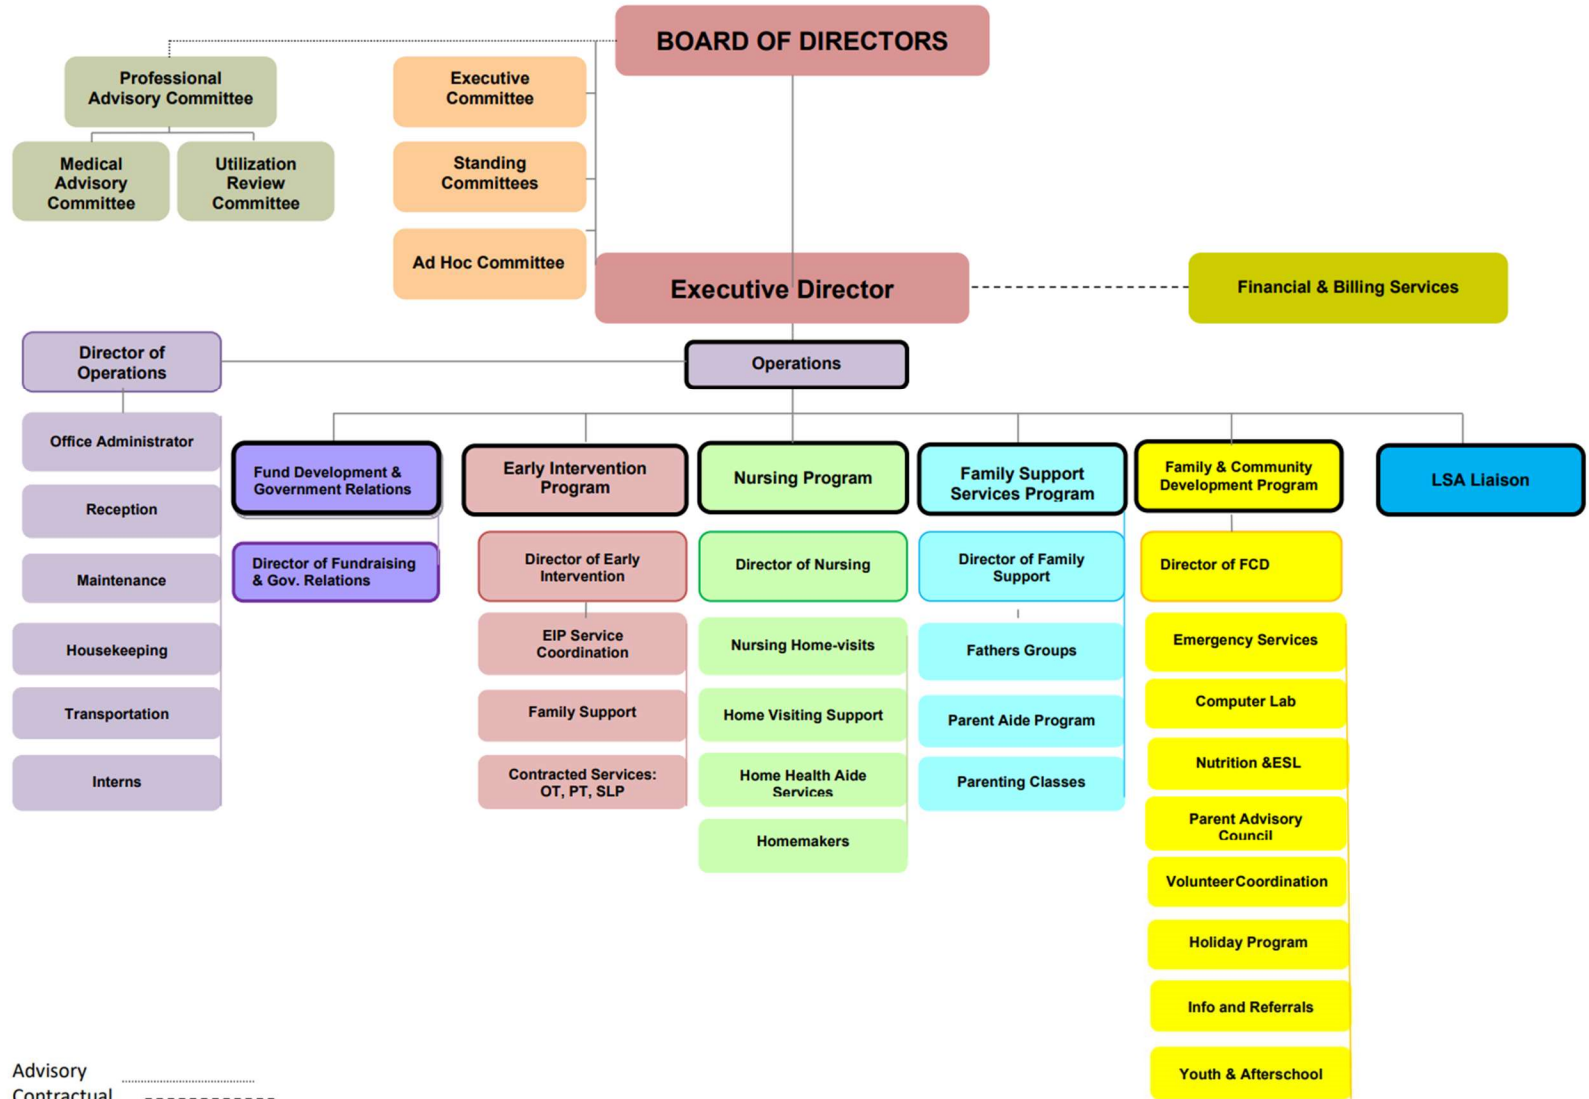 BOARD OF DIRECTORS
Professional
Advisory Committee
Executive
Committee
Medical
Advisory
Committee
Utilization
Review
Committee
Standing
Committees
Ad Hoc Committee
Executive Director
Financial & Billing Services
Director of
Operations
Operations
Office Administrator
Reception
Maintenance
Housekeeping
Transportation
Interns
Fund Development &
Government Relations
Director of Fundraising
& Gov. Relations
Early Intervention
Program
Director of Early
Intervention
EIP Service
Coordination
Family Support
Contracted Services:
OT, PT, SLP
Nursing Program
Director of Nursing
Nursing Home-visits
Home Visiting Support
Home Health Aide
Services
Homemakers
Family Support
Services Program
Director of Family
Support
Fathers Groups
Parent Aide Program
Parenting Classes
Family & Community
Development Program
Director of FCD
Emergency Services
Computer Lab
Nutrition &ESL
Parent Advisory
Council
Volunteer Coordination
Holiday Program
Info and Referrals
Youth & Afterschool
LSA Liaison
Advisory
Contractual